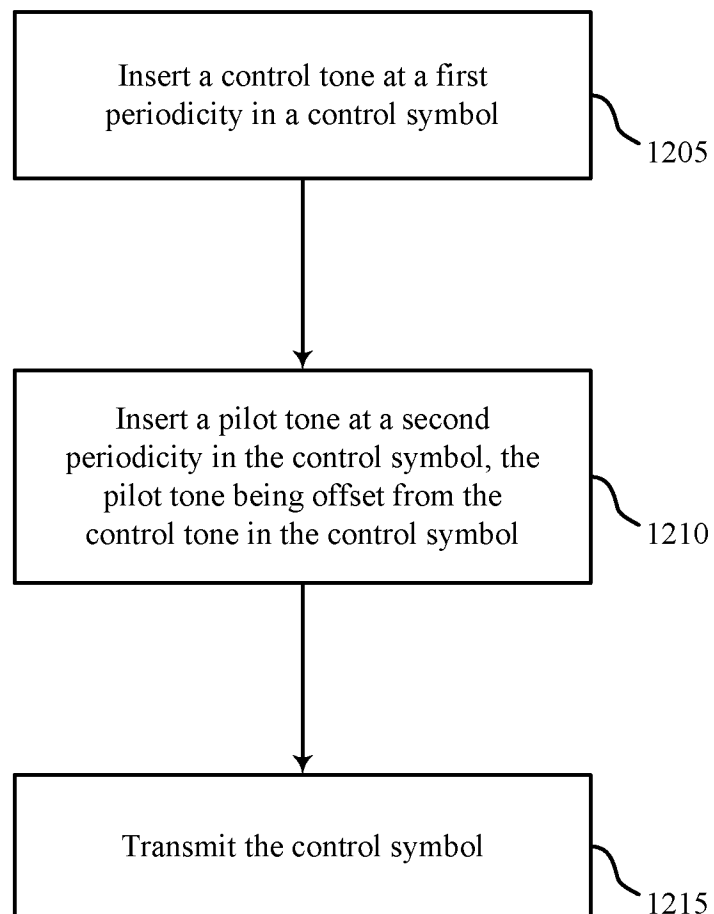 Insert a control tone at a first
periodicity in a control symbol
1205
Insert a pilot tone at a second
periodicity in the control symbol, the
pilot tone being offset from the
control tone in the control symbol
1210
Transmit the control symbol
1215